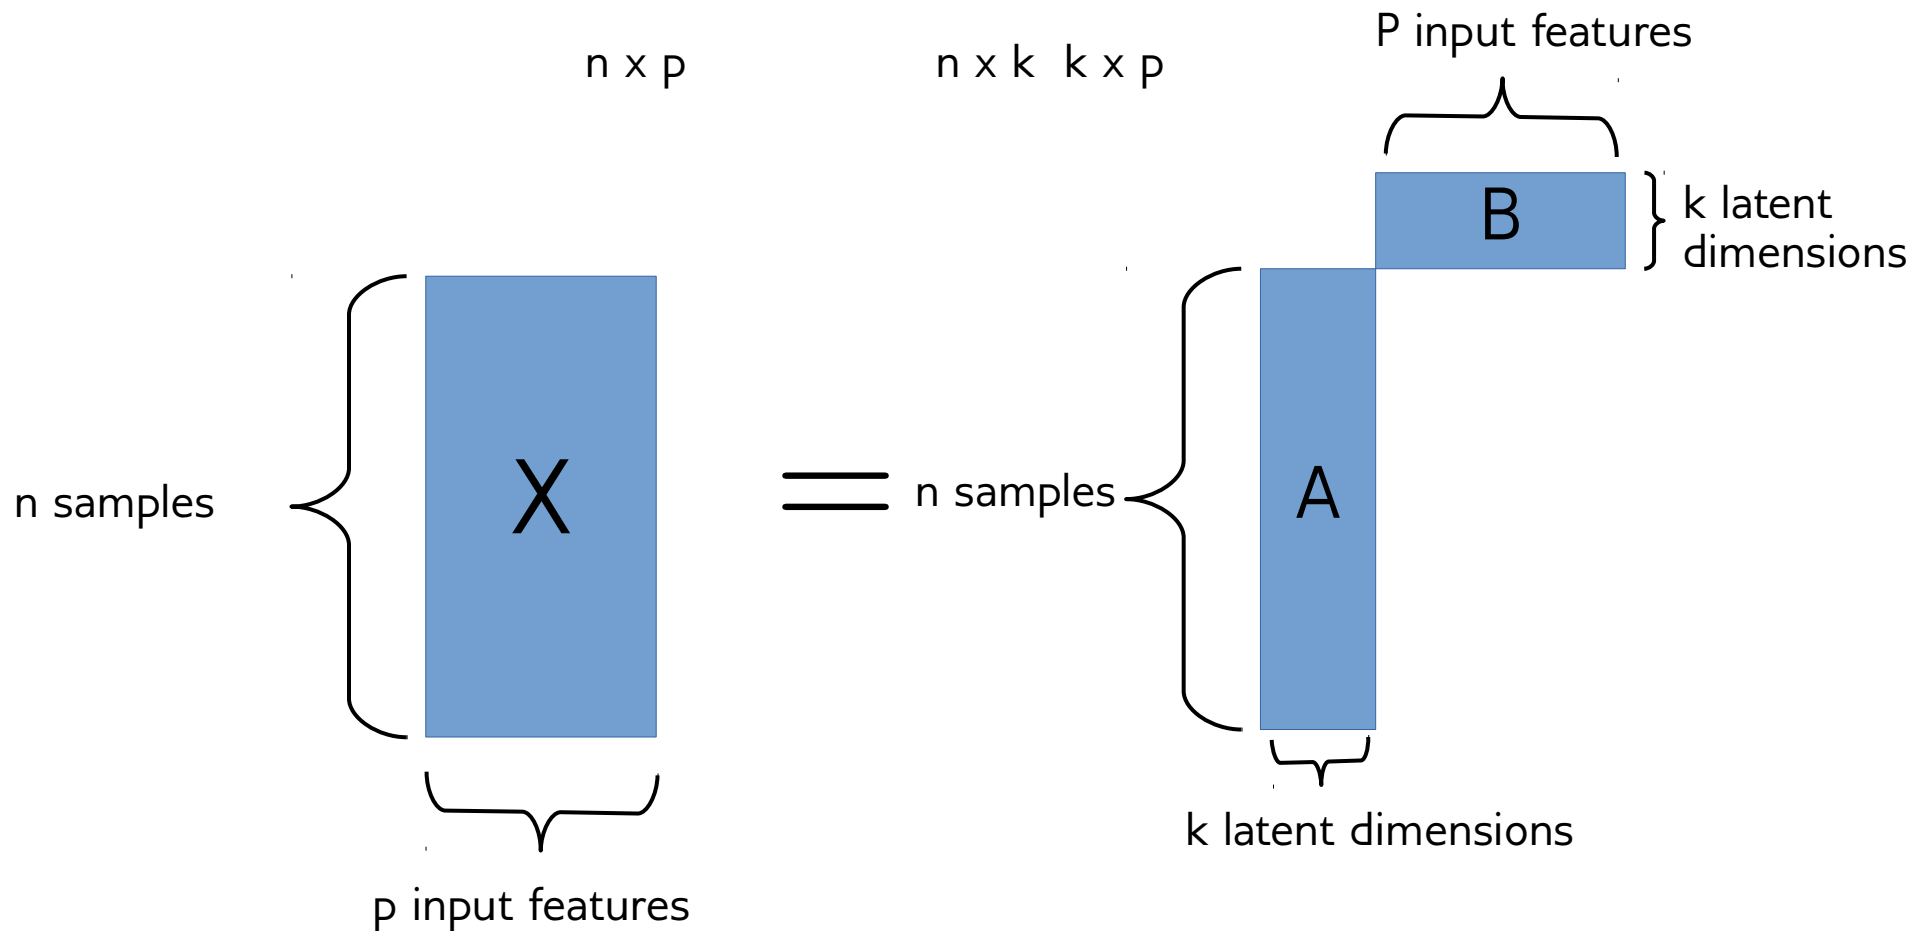 n x p
n x k k x p
P input features
B
k latent
dimensions
n samples
X
=
n samples
A
k latent dimensions
p input features